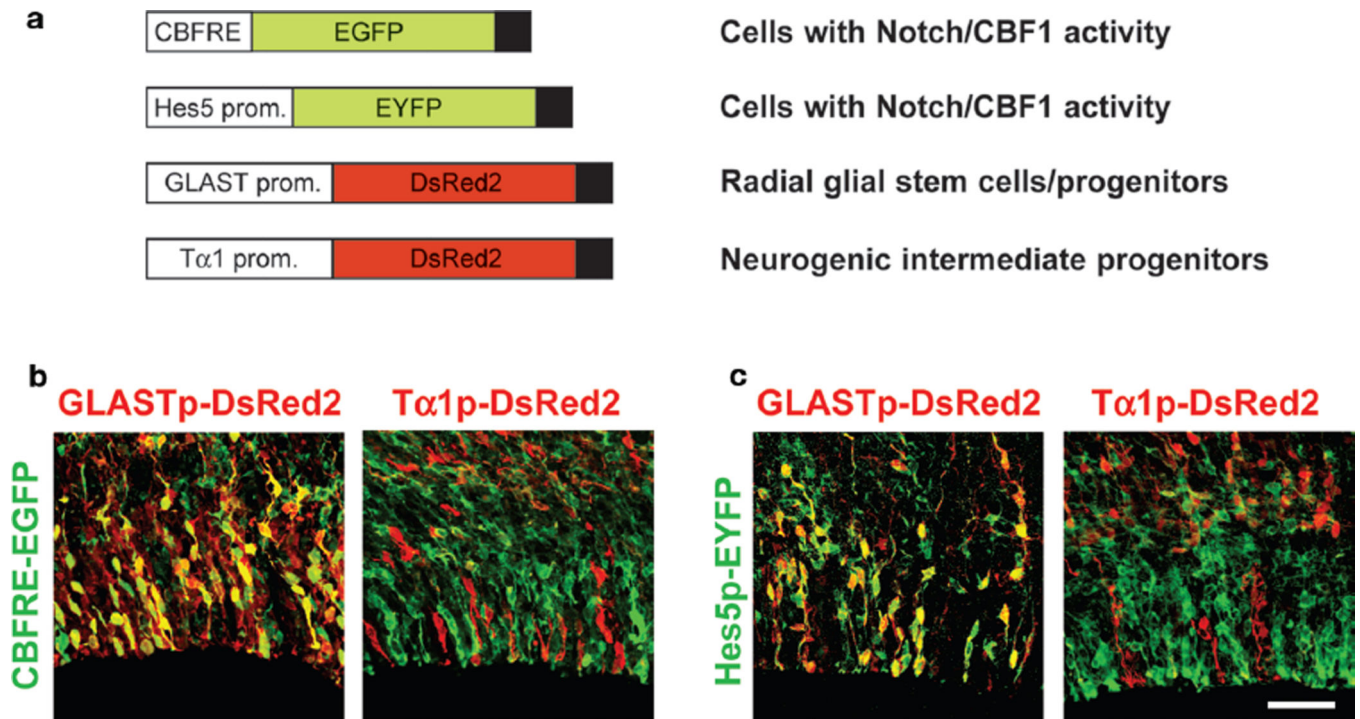 a
CBFRE EGFP Cells with Notch/CBF1 activity
Hes5 prom. EYFP Cells with Notch/CBF1 activity
GLAST prom. DsRed2 Radial glial stem cells/progenitors
Tα1 prom. DsRed2 Neurogenic intermediate progenitors
b
GLASTp-DsRed2 Tα1p-DsRed2
CBFRE-EGFP
c
GLASTp-DsRed2 Tα1p-DsRed2
Hes5p-EYFP